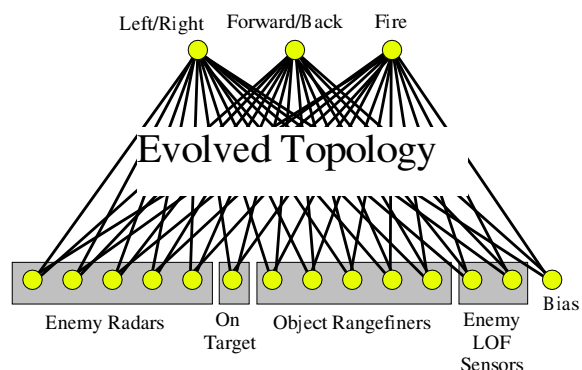 Left/Right Forward/Back Fire
Evolved Topology
Enemy Radars
On
Target
Object Rangefiners
Enemy
LOF
Sensors
Bias